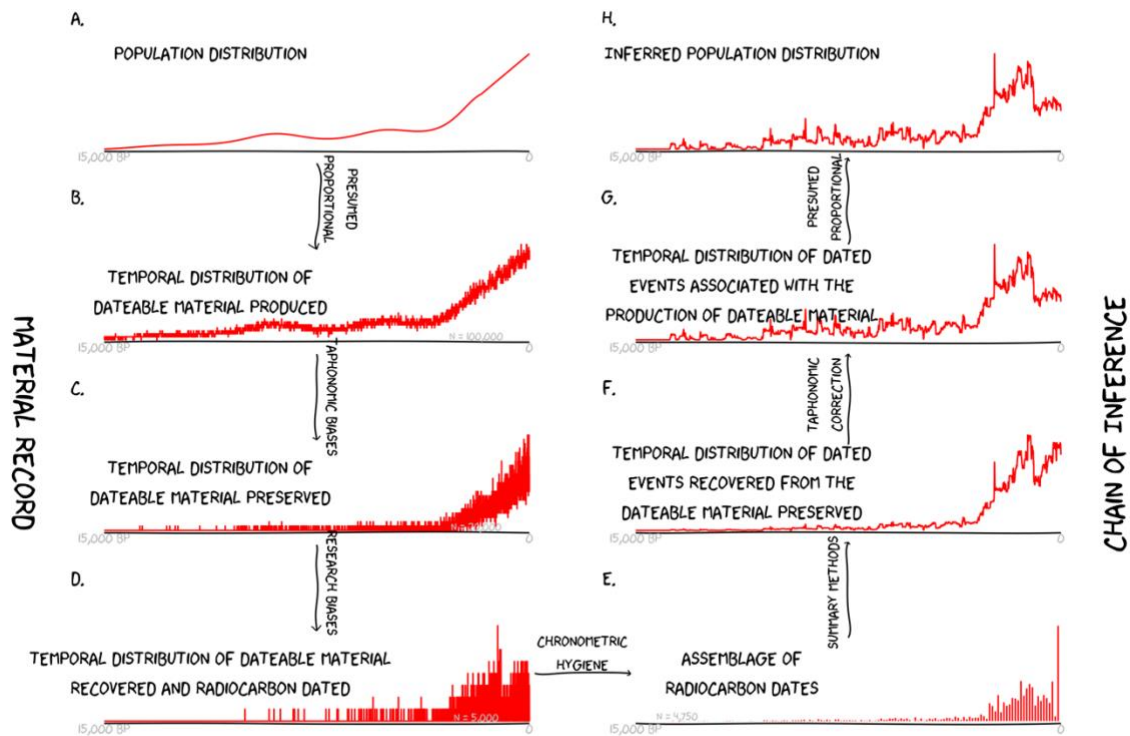 A.
POPULATION DISTRIBUTION
15,000 BP
0
PRESUMED
PROPORTIONAL
B.
TEMPORAL DISTRIBUTION OF
DATEABLE MATERIAL PRODUCED
N = 100,000
15,000 BP
0
TAPHONOMIC BIASES
C.
TEMPORAL DISTRIBUTION OF
DATEABLE MATERIAL PRESERVED
15,000 BP
0
RESEARCH BIASES
D.
TEMPORAL DISTRIBUTION OF DATEABLE MATERIAL
RECOVERED AND RADIOCARBON DATED
N = 5,000
15,000 BP
0
MATERIAL RECORD
CHRONOMETRIC
HYGIENE
H.
INFERRED POPULATION DISTRIBUTION
15,000 BP
0
PRESUMED
PROPORTIONAL
G.
TEMPORAL DISTRIBUTION OF DATED
EVENTS ASSOCIATED WITH THE
PRODUCTION OF DATEABLE MATERIAL
15,000 BP
0
TAPHONOMIC
CORRECTION
F.
TEMPORAL DISTRIBUTION OF DATED
EVENTS RECOVERED FROM THE
DATEABLE MATERIAL PRESERVED
15,000 BP
0
SUMMARY METHODS
E.
ASSEMBLAGE OF
RADIOCARBON DATES
N = 4,750
15,000 BP
0
CHAIN OF INFERENCE